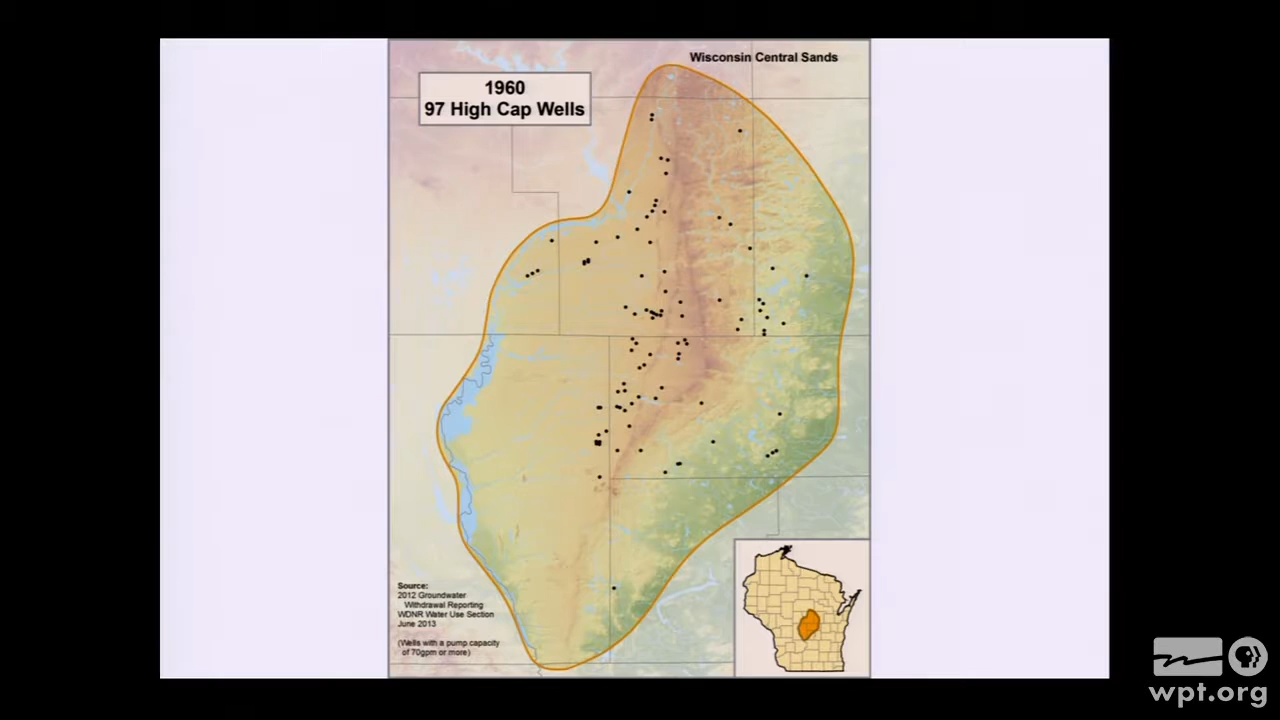 Wisconsin Central Sands
1960
97 High Cap Wells
Source:
2012 Groundwater
Withdrawal Reporting
WDNR Water Use Section
June 2013
(Wells with a pump capacity
of 70gpm or more)
wpt.org